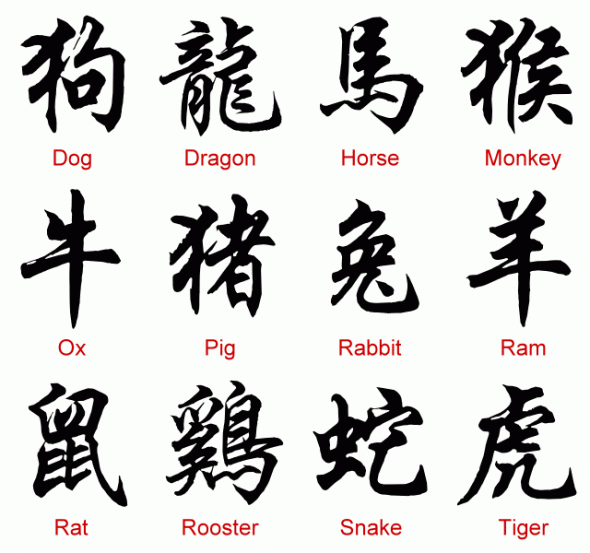 狗 龍 馬 猴
Dog Dragon Horse Monkey
牛 猪 兔 羊
Ox Pig Rabbit Ram
鼠 鷄 蛇 虎
Rat Rooster Snake Tiger